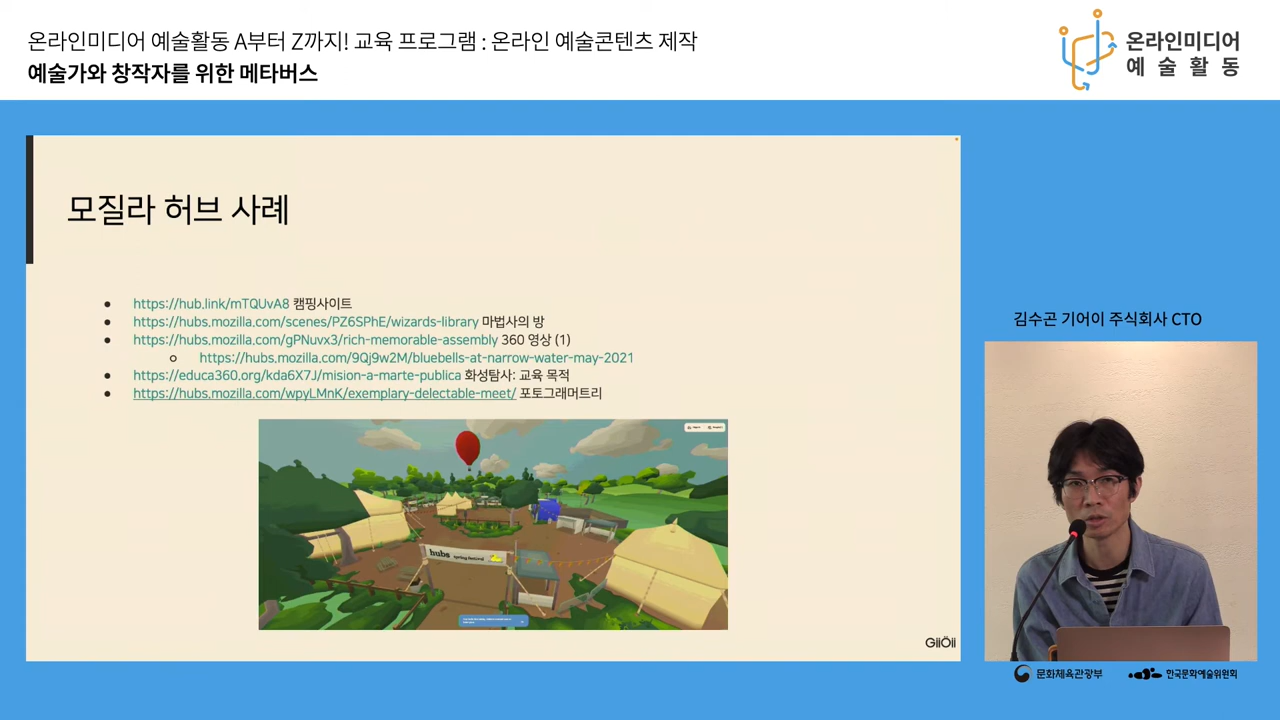 온라인미디어 예술활동 A부터 Z까지! 교육 프로그램 : 온라인 예술콘텐츠 제작
예술가와 창작자를 위한 메타버스
온라인미디어
예술활동
모질라 허브 사례
https://hub.link/mTQUvA8 캠핑사이트
https://hubs.mozilla.com/scenes/PZ6SPhE/wizards-library 마법사의 방
https://hubs.mozilla.com/gPNuvx3/rich-memorable-assembly 360 영상 (1)
https://hubs.mozilla.com/9Qj9w2M/bluebells-at-narrow-water-may-2021
https://educa360.org/kda6X7J/mision-a-marte-publica 화성탐사: 교육 목적
https://hubs.mozilla.com/wpyLMnK/exemplary-delectable-meet/ 포토그래머트리
hubs spring festival
GiiÖii
김수곤 기어이 주식회사 CTO
문화체육관광부
한국문화예술위원회